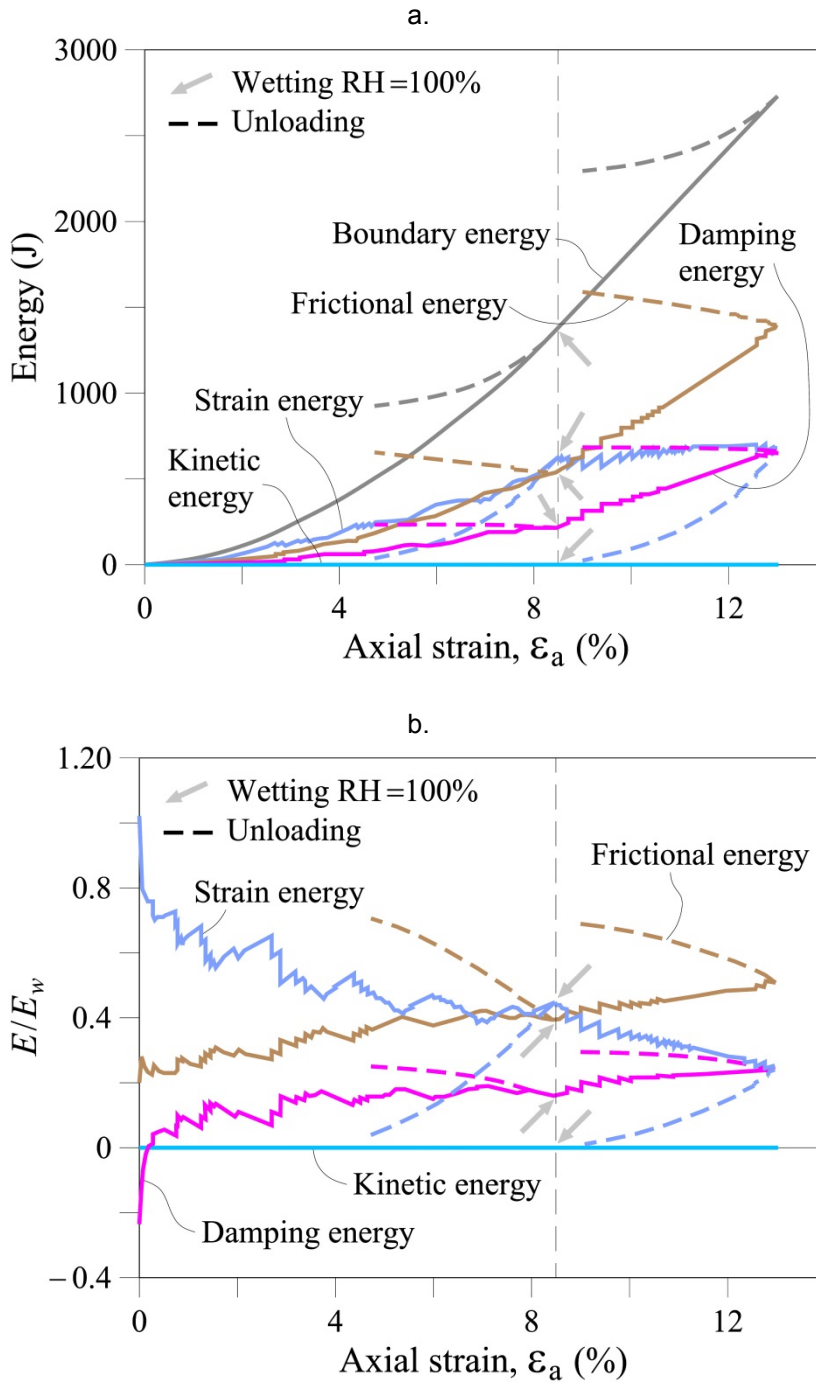 a.
3000
Wetting RH=100%
Unloading
2000
Boundary energy
Damping
energy
Frictional energy
1000
Strain energy
Kinetic
energy
0
0 4 8 12
Energy (J)
Axial strain, εa (%)
b.
1.20
Wetting RH=100%
Unloading
Frictional energy
0.8
Strain energy
0.4
0
Kinetic energy
Damping energy
−0.4
0 4 8 12
E/Ew
Axial strain, εa (%)